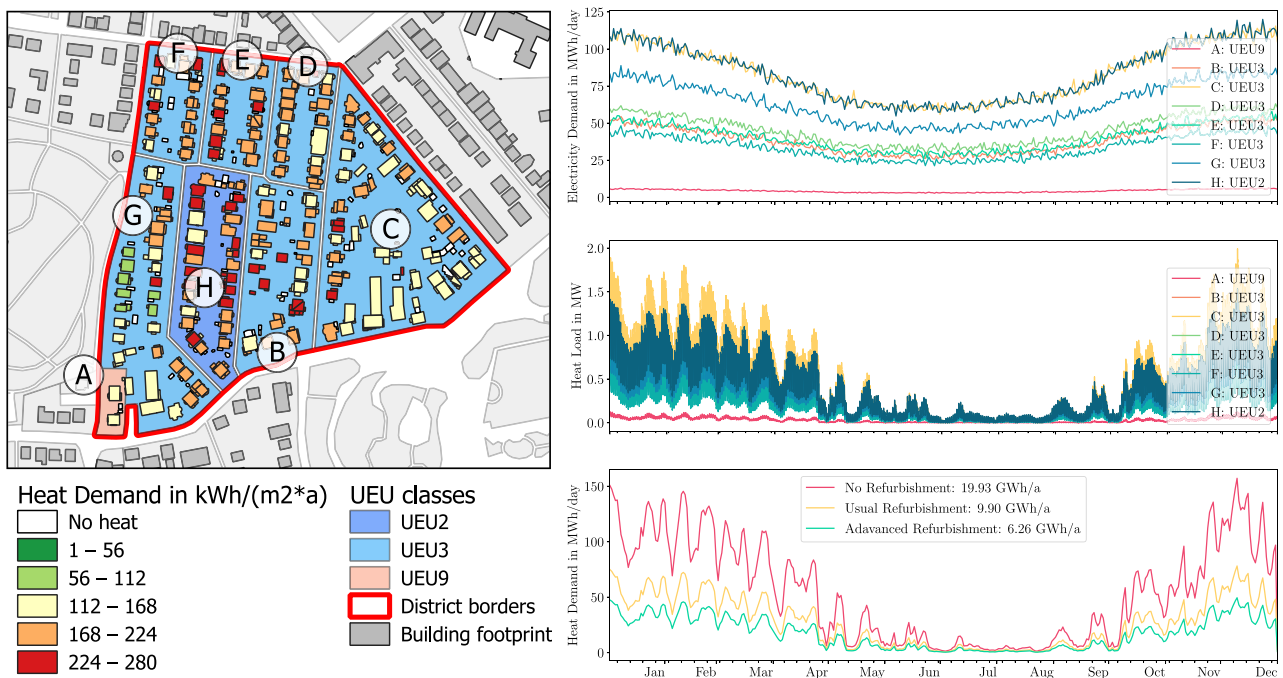 F
E
D
G
C
H
B
A
Heat Demand in kWh/(m2*a)
No heat
1 – 56
56 – 112
112 – 168
168 – 224
224 – 280
UEU classes
UEU2
UEU3
UEU9
District borders
Building footprint
Electricity Demand in MWh/day
125
100
75
50
25
0
A: UEU9
B: UEU3
C: UEU3
D: UEU3
E: UEU3
F: UEU3
G: UEU3
H: UEU2
Heat Load in MW
2.0
1.5
1.0
0.5
0.0
A: UEU9
B: UEU3
C: UEU3
D: UEU3
E: UEU3
F: UEU3
G: UEU3
H: UEU2
Heat Demand in MWh/day
150
100
50
0
No Refurbishment: 19.93 GWh/a
Usual Refurbishment: 9.90 GWh/a
Adavanced Refurbishment: 6.26 GWh/a
Jan Feb Mar Apr May Jun Jul Aug Sep Oct Nov Dec